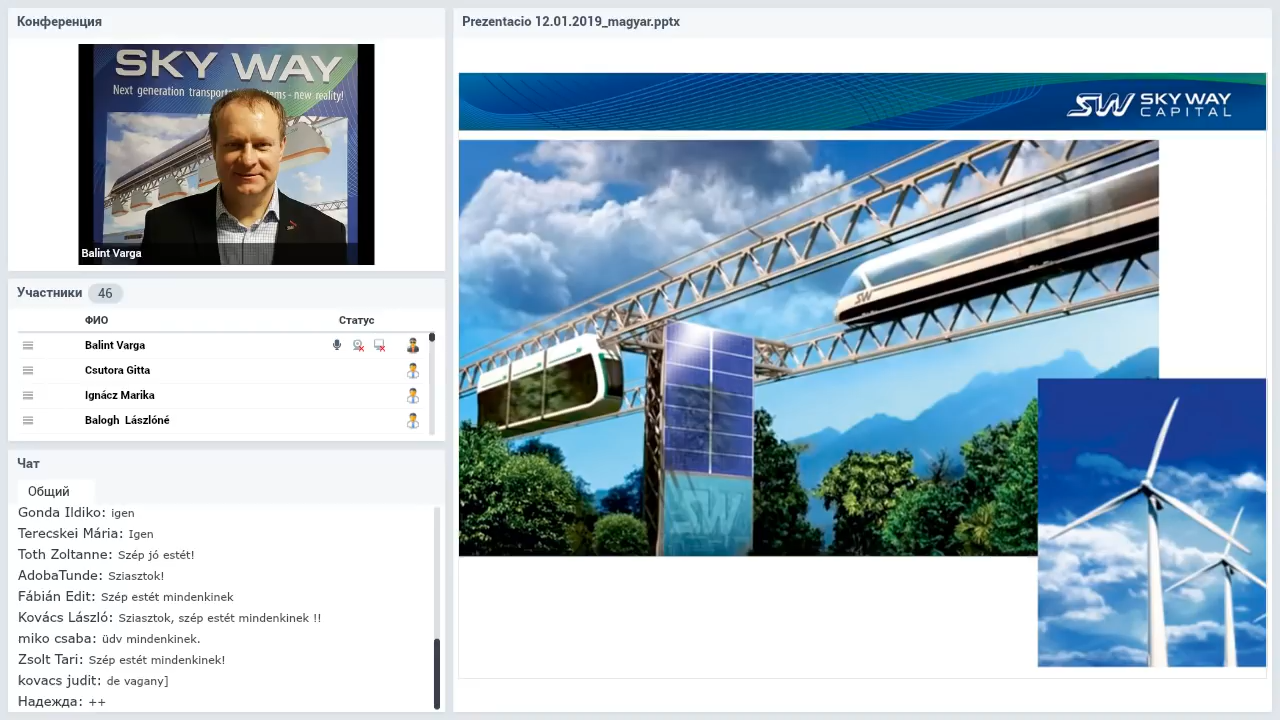 Конференция
SKY WAY
Next generation transportation systems - new reality!
Balint Varga
Участники 46
ФИО Статус
Balint Varga
Csutora Gitta
Ignácz Marika
Balogh Lászlóné
Чат
Общий
Gonda Ildiko: igen
Terecskei Mária: Igen
Toth Zoltanne: Szép jó estét!
AdobaTunde: Sziasztok!
Fábián Edit: Szép estét mindenkinek
Kovács László: Sziasztok, szép estét mindenkinek !!
miko csaba: üdv mindenkinek.
Zsolt Tari: Szép estét mindenkinek!
kovacs judit: de vagany]
Надежда: ++
Prezentacio 12.01.2019_magyar.pptx
SW SKY WAY
CAPITAL
SW
SW